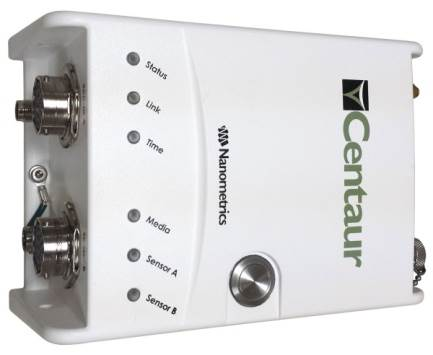 Status
Link
Time
Media
Sensor A
Sensor B
Nanometrics
Centaur